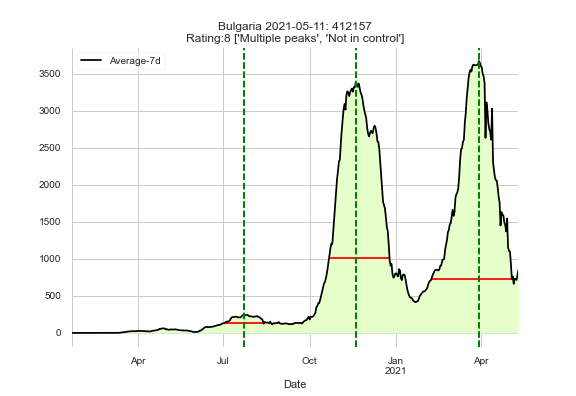 Bulgaria 2021-05-11: 412157
Rating:8 ['Multiple peaks', 'Not in control']
Average-7d
3500
3000
2500
2000
1500
1000
500
0
Apr
Jul
Oct
Jan
2021
Apr
Date